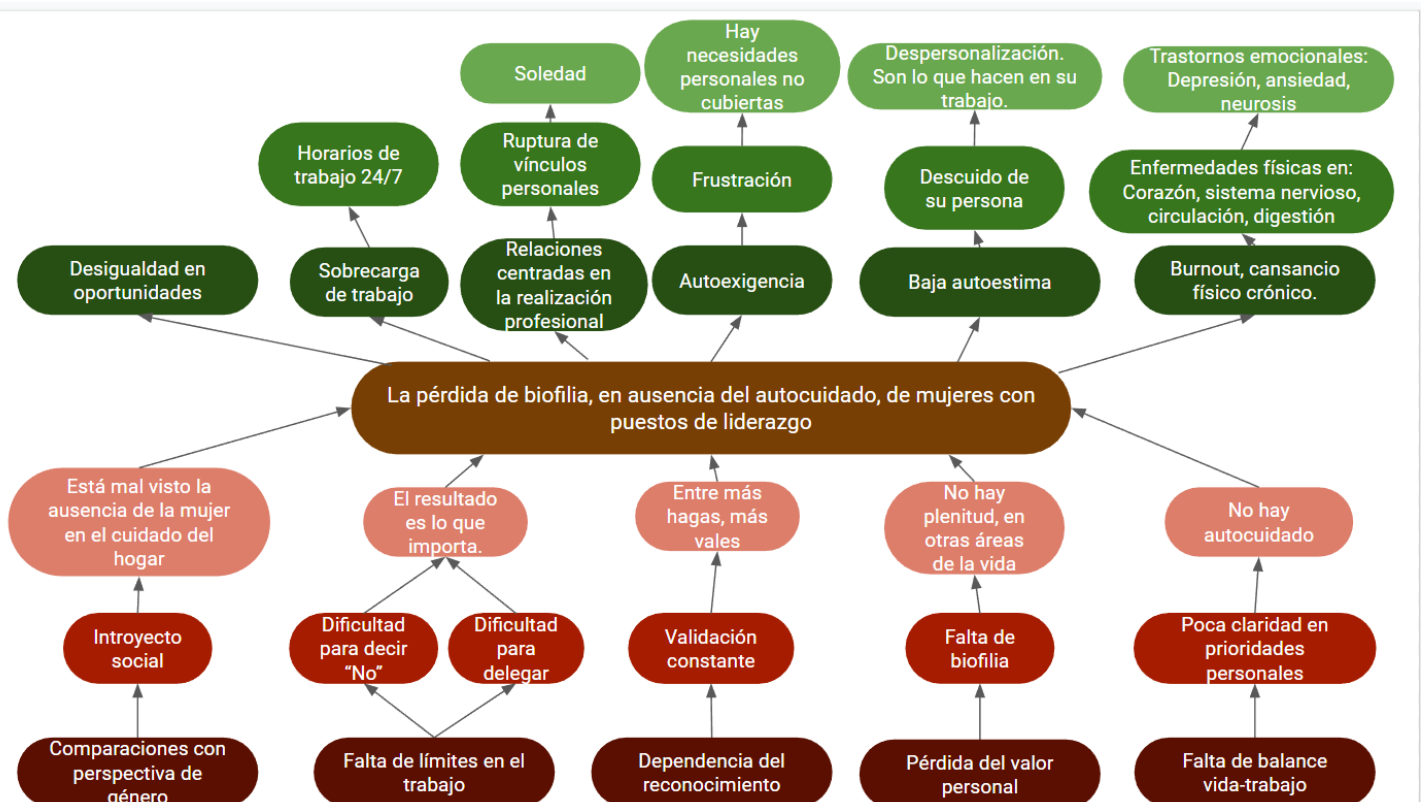 Soledad
Hay
necesidades
personales no
cubiertas
Despersonalización.
Son lo que hacen en su
trabajo.
Trastornos emocionales:
Depresión, ansiedad,
neurosis
Horarios de
trabajo 24/7
Ruptura de
vínculos
personales
Frustración
Descuido de
su persona
Enfermedades físicas en:
Corazón, sistema nervioso,
circulación, digestión
Desigualdad en
oportunidades
Sobrecarga
de trabajo
Relaciones
centradas en
la realización
profesional
Autoexigencia
Baja autoestima
Burnout, cansancio
físico crónico.
La pérdida de biofilia, en ausencia del autocuidado, de mujeres con
puestos de liderazgo
Está mal visto la
ausencia de la mujer
en el cuidado del
hogar
El resultado
es lo que
importa.
Entre más
hagas, más
vales
No hay
plenitud, en
otras áreas
de la vida
No hay
autocuidado
Introyecto
social
Dificultad
para decir
“No”
Dificultad
para
delegar
Validación
constante
Falta de
biofilia
Poca claridad en
prioridades
personales
Comparaciones con
perspectiva de
género
Falta de límites en el
trabajo
Dependencia del
reconocimiento
Pérdida del valor
personal
Falta de balance
vida-trabajo